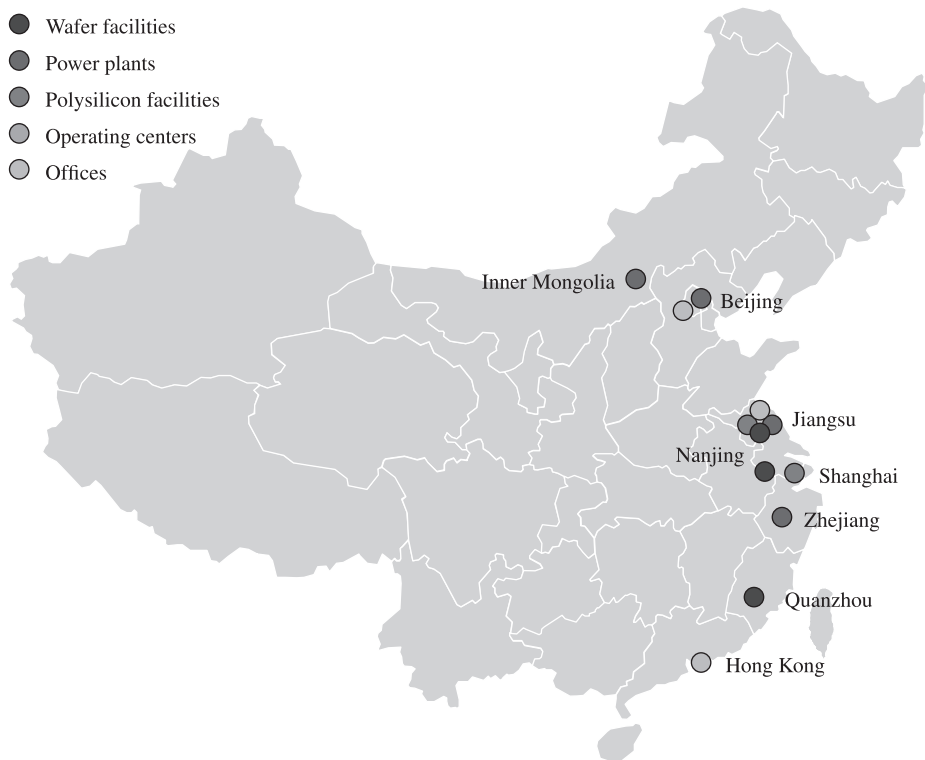 Wafer facilities
Power plants
Polysilicon facilities
Operating centers
Offices
Inner Mongolia
Beijing
Jiangsu
Nanjing
Shanghai
Zhejiang
Quanzhou
Hong Kong